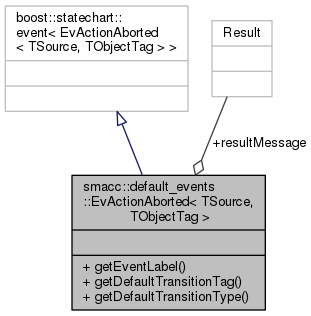 boost::statechart::
event< EvActionAborted
< TSource, TObjectTag > >
Result
+resultMessage
smacc::default_events
::EvActionAborted< TSource,
TObjectTag >
+ getEventLabel()
+ getDefaultTransitionTag()
+ getDefaultTransitionType()